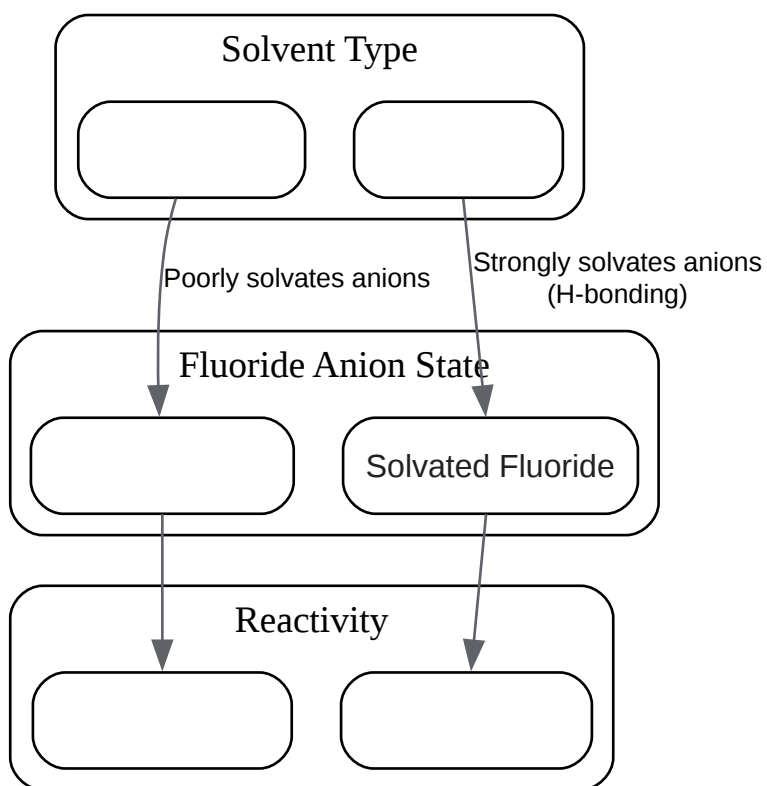 Solvent Type
Poorly solvates anions
Strongly solvates anions
(H-bonding)
Fluoride Anion State
Solvated Fluoride
Reactivity